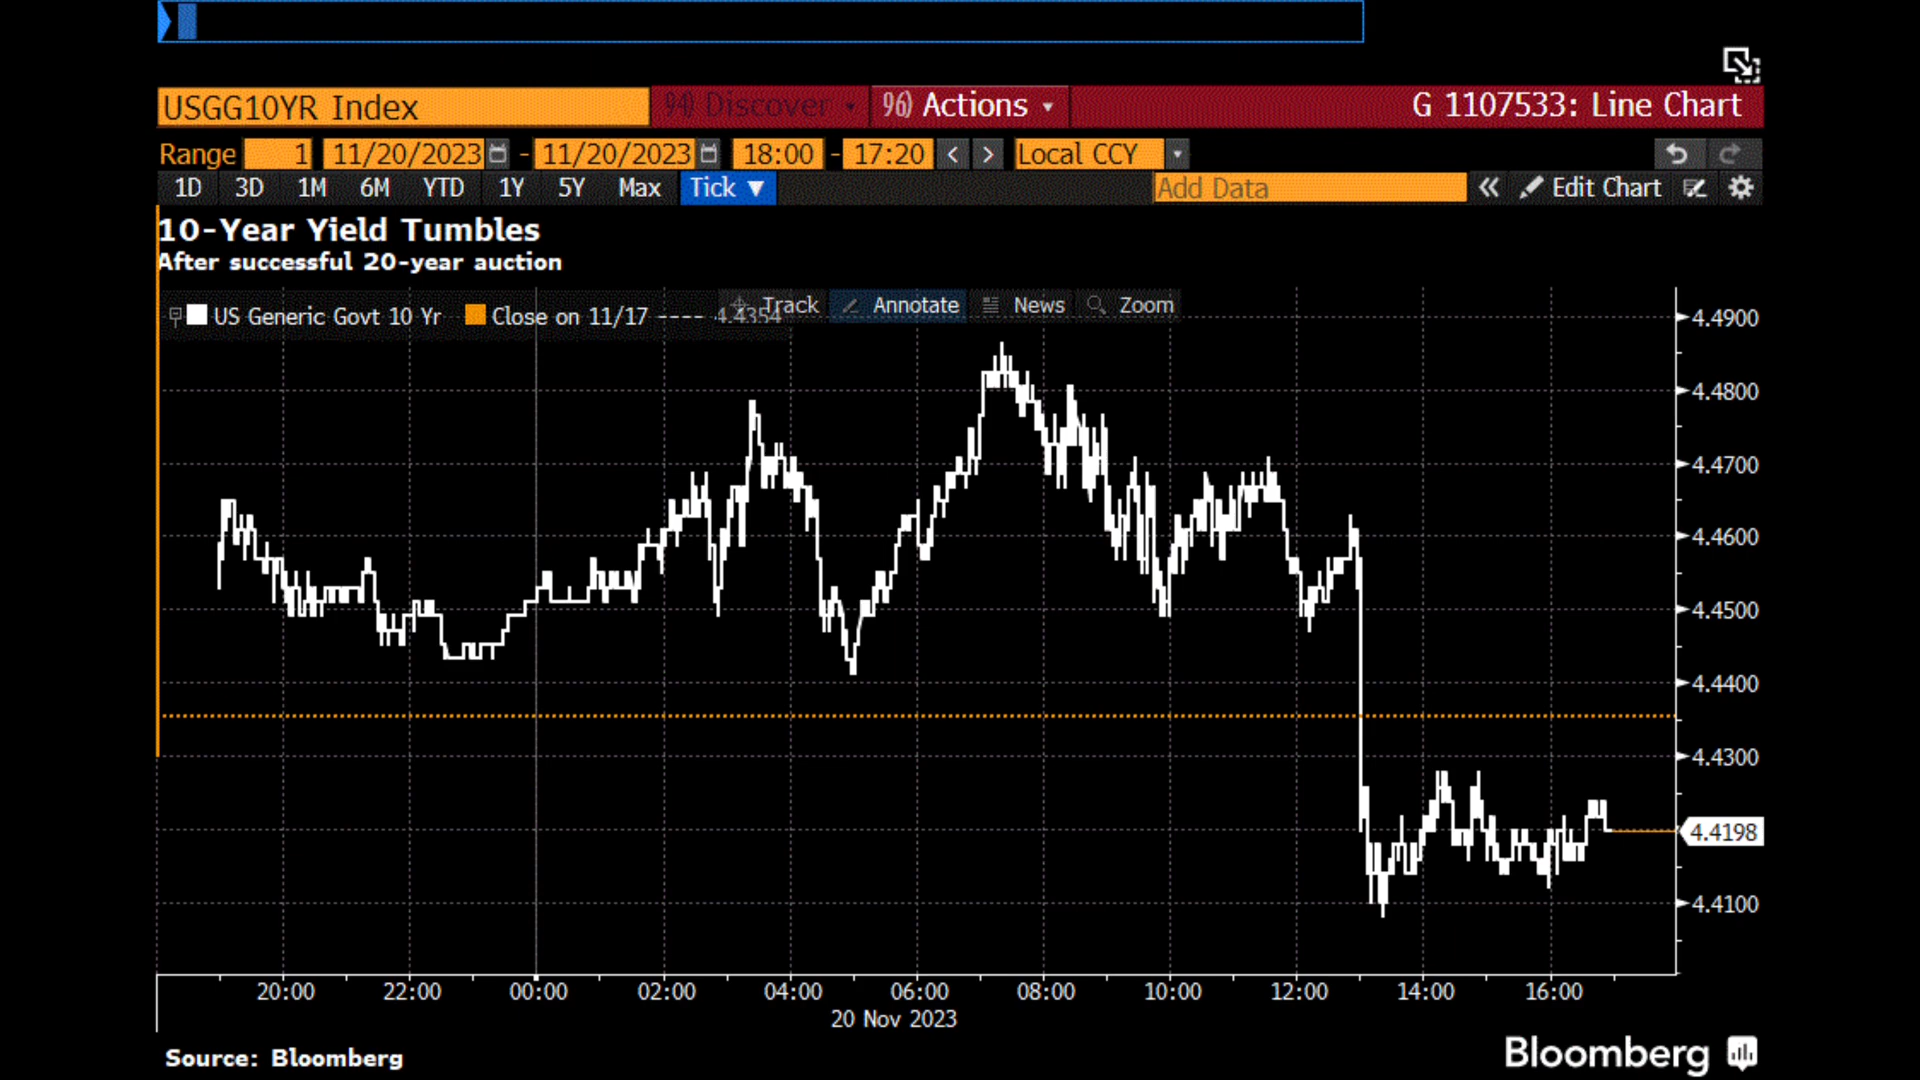 USGG10YR Index 94) Discover 96) Actions G 1107533: Line Chart
Range 1 11/20/2023 - 11/20/2023 18:00 - 17:20 < > Local CCY
1D 3D 1M 6M YTD 1Y 5Y Max Tick ▼ Add Data « Edit Chart
10-Year Yield Tumbles
After successful 20-year auction
Track Annotate News Zoom
US Generic Govt 10 Yr Close on 11/17 ---- 4.4354
4.4900
4.4800
4.4700
4.4600
4.4500
4.4400
4.4300
4.4198
4.4100
20:00 22:00 00:00 02:00 04:00 06:00 08:00 10:00 12:00 14:00 16:00
20 Nov 2023
Source: Bloomberg
Bloomberg